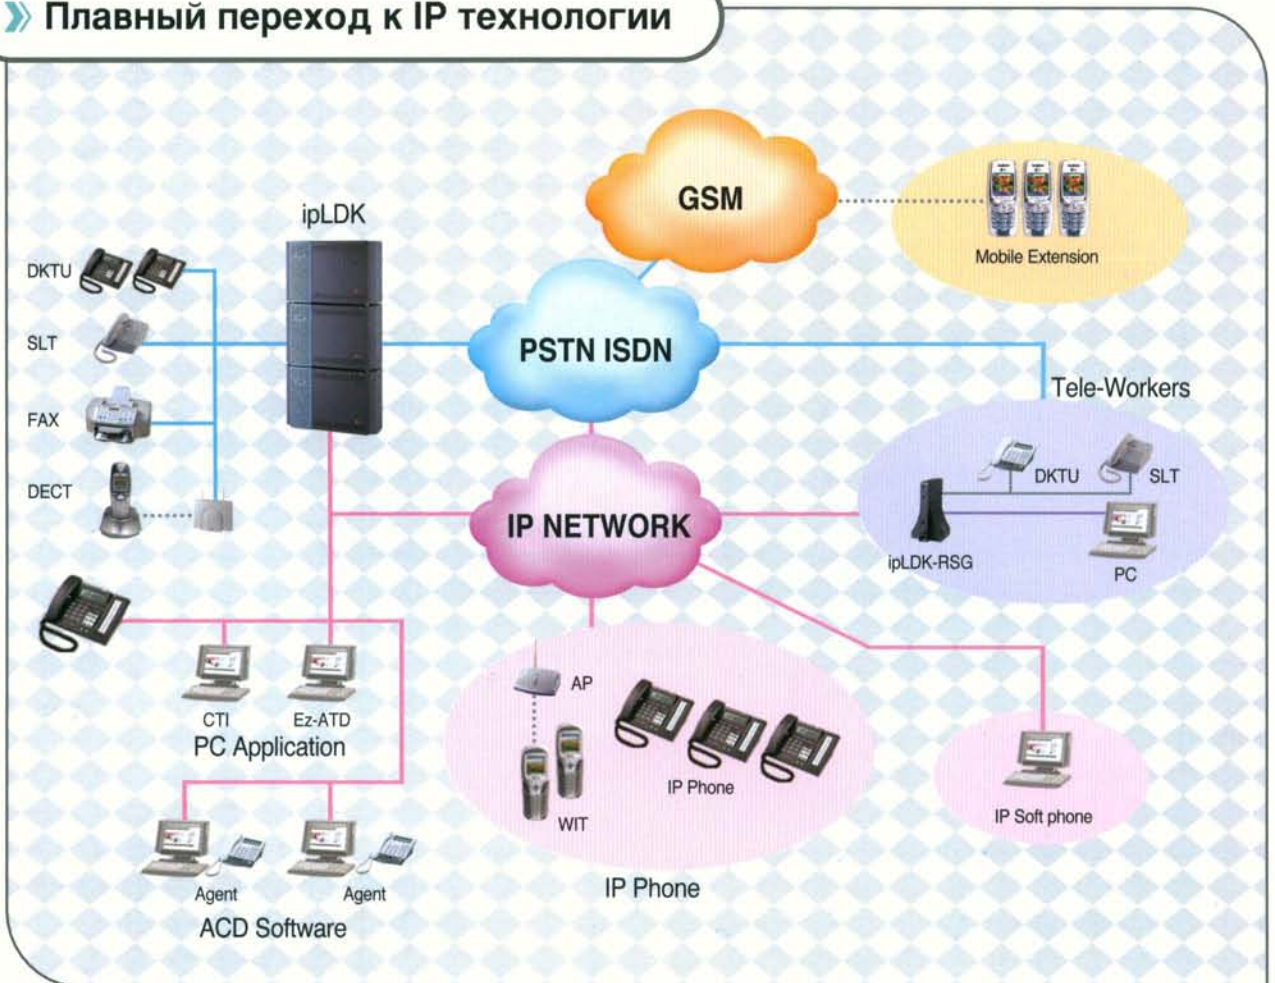 Плавный переход к IP технологии
GSM
Mobile Extension
ipLDK
DKTU
SLT
FAX
DECT
PSTN ISDN
Tele-Workers
DKTU
SLT
ipLDK-RSG
PC
IP NETWORK
CTI
Ez-ATD
PC Application
AP
WIT
IP Phone
IP Phone
IP Soft phone
Agent
Agent
ACD Software